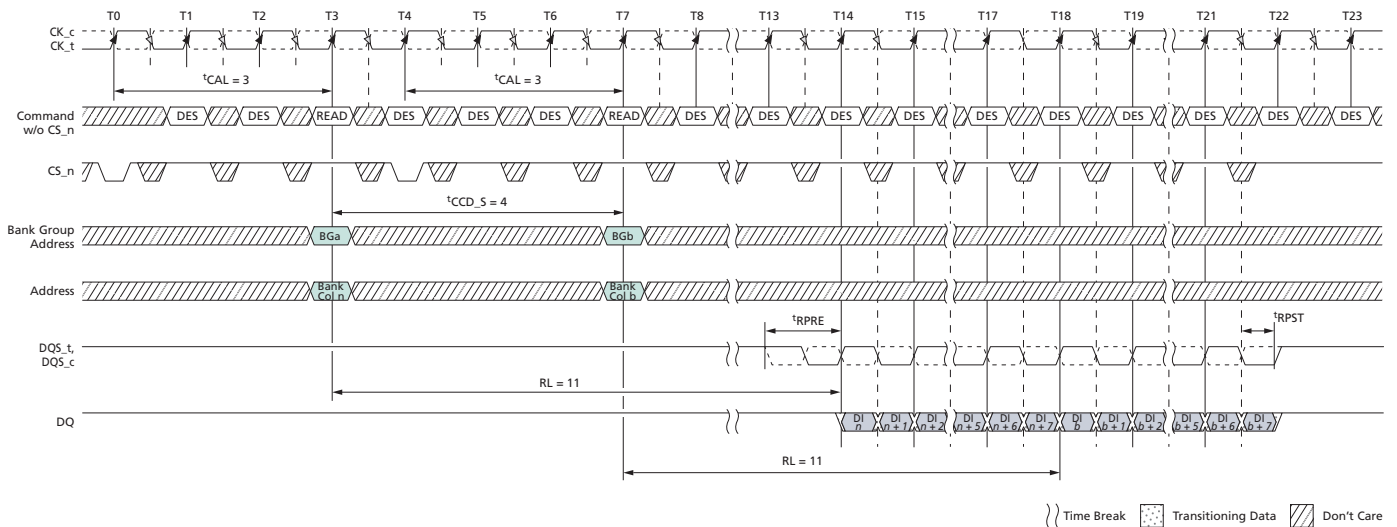 T0 T1 T2 T3 T4 T5 T6 T7 T8 T13 T14 T15 T17 T18 T19 T21 T22 T23
CK_c
CK_t
tCAL = 3 tCAL = 3
Command
w/o CS_n
DES DES READ DES DES DES READ DES DES DES DES DES DES DES DES DES DES
CS_n
tCCD_S = 4
Bank Group
Address
BGa BGb
Address
Bank
Col n
Bank
Col b
tRPRE tRPST
DQS_t,
DQS_c
RL = 11
DQ
DI
n
DI
n + 1
DI
n + 2
DI
n + 5
DI
n + 6
DI
n + 7
DI
b
DI
b + 1
DI
b + 2
DI
b + 5
DI
b + 6
DI
b + 7
RL = 11
Time Break Transitioning Data Don't Care